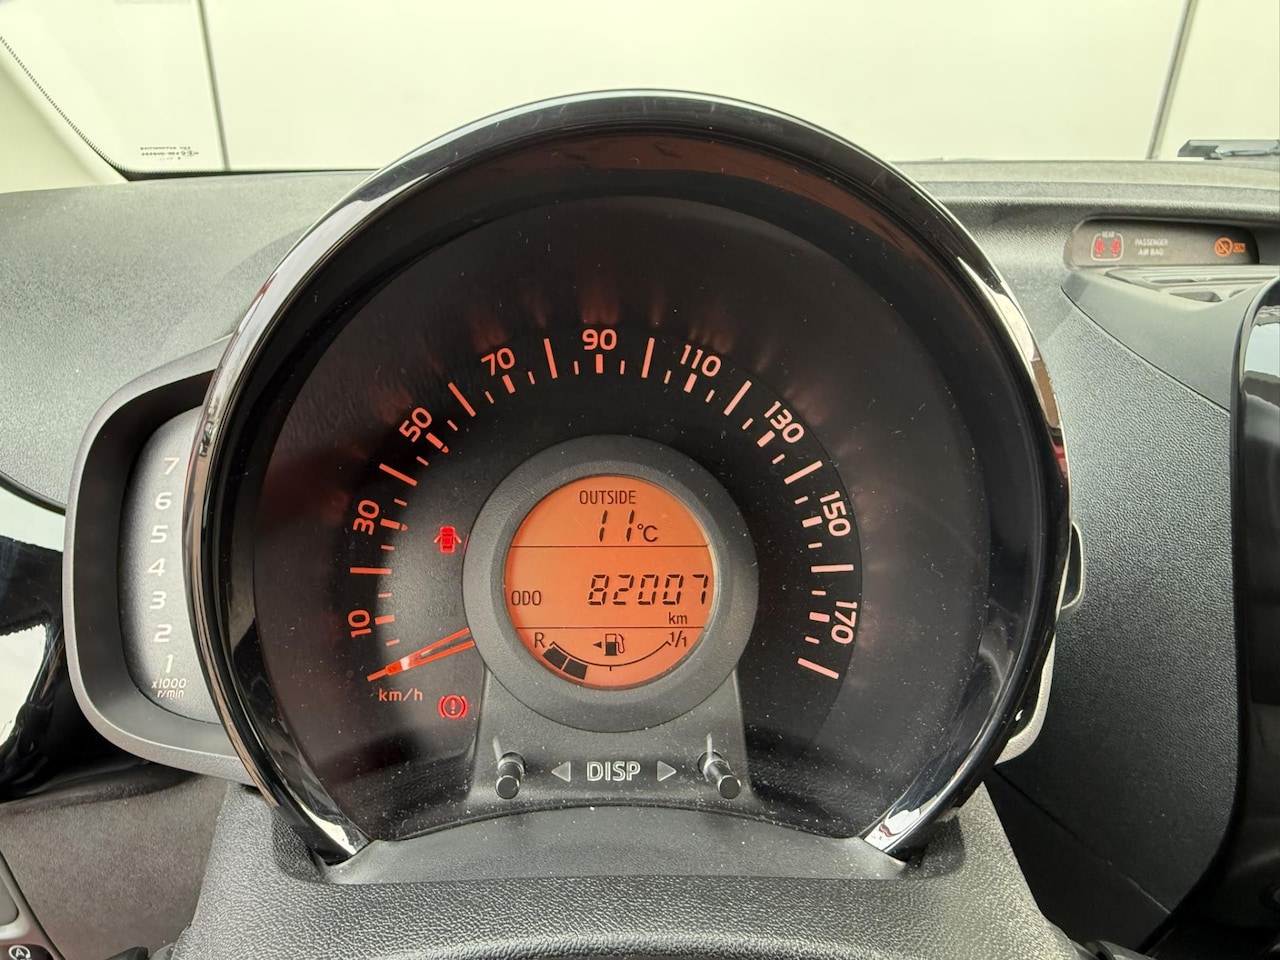 REAR
PASSENGER
AIR BAG
7
6
5
4
3
2
1
x1000
r/min
10
30
50
70
90
110
130
150
170
km/h
OUTSIDE
11°C
ODO 82007
km
R 1/1
DISP
A